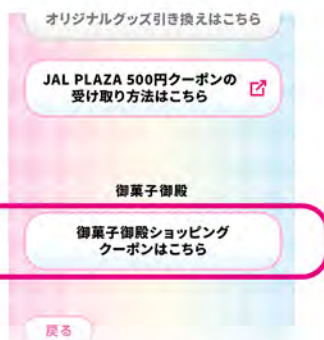 オリジナルグッズ引き換えはこちら
JAL PLAZA 500円クーポンの
受け取り方法はこちら
御菓子御殿
御菓子御殿ショッピング
クーポンはこちら
戻る